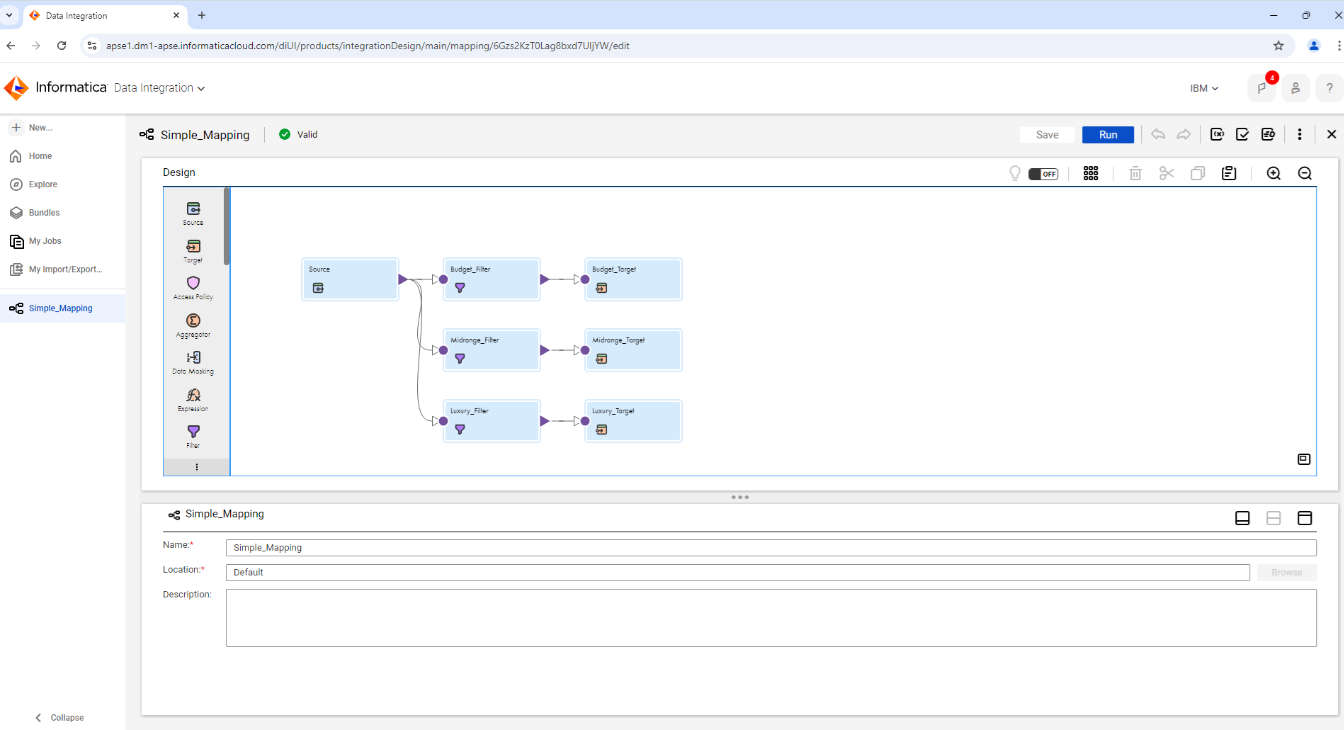 Data Integration
apse1.dm1-apse.informaticacloud.com/diUI/products/integrationDesign/main/mapping/6Gzs2KzT0Lag8bxd7UIjYW/edit
Informatica Data Integration
IBM
4
?
New...
Home
Explore
Bundles
My Jobs
My Import/Export...
Simple_Mapping
Collapse
Simple_Mapping
Valid
Save
Run
Design
OFF
Source
Target
Access Policy
Aggregator
Data Masking
Expression
Filter
Source
Budget_Filter
Budget_Target
Midrange_Filter
Midrange_Target
Luxury_Filter
Luxury_Target
Simple_Mapping
Name:*
Simple_Mapping
Location:*
Default
Browse
Description: